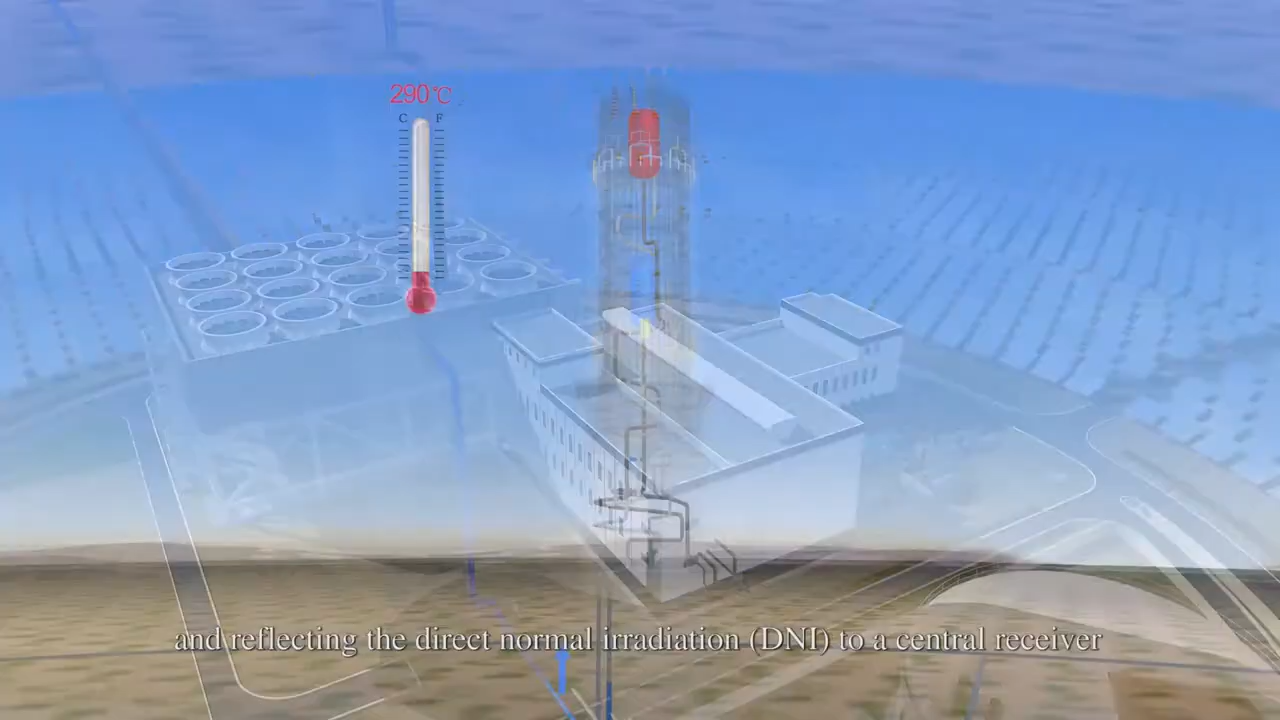 290℃
C F
and reflecting the direct normal irradiation (DNI) to a central receiver